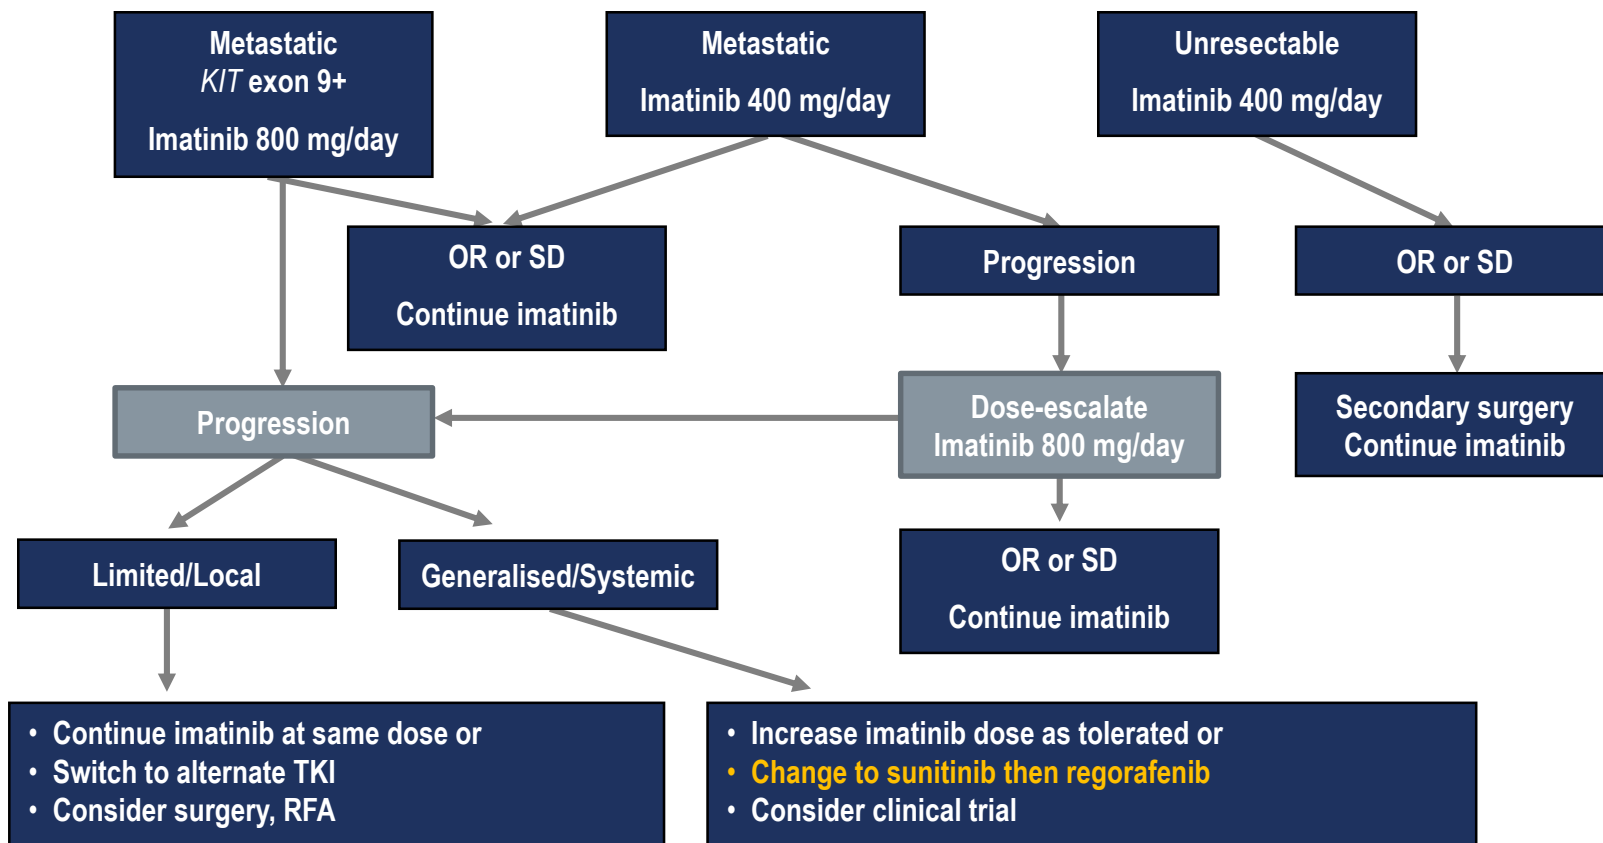 Metastatic
KIT exon 9+
Imatinib 800 mg/day
Metastatic
Imatinib 400 mg/day
Unresectable
Imatinib 400 mg/day
OR or SD
Continue imatinib
Progression
OR or SD
Progression
Dose-escalate
Imatinib 800 mg/day
Secondary surgery
Continue imatinib
Limited/Local
Generalised/Systemic
OR or SD
Continue imatinib
• Continue imatinib at same dose or
• Switch to alternate TKI
• Consider surgery, RFA
• Increase imatinib dose as tolerated or
• Change to sunitinib then regorafenib
• Consider clinical trial